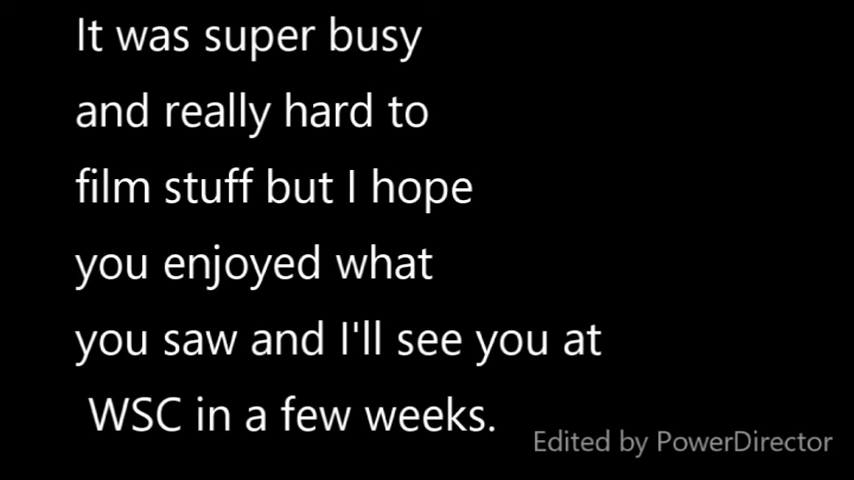 It was super busy
and really hard to
film stuff but I hope
you enjoyed what
you saw and I'll see you at
WSC in a few weeks.
Edited by PowerDirector